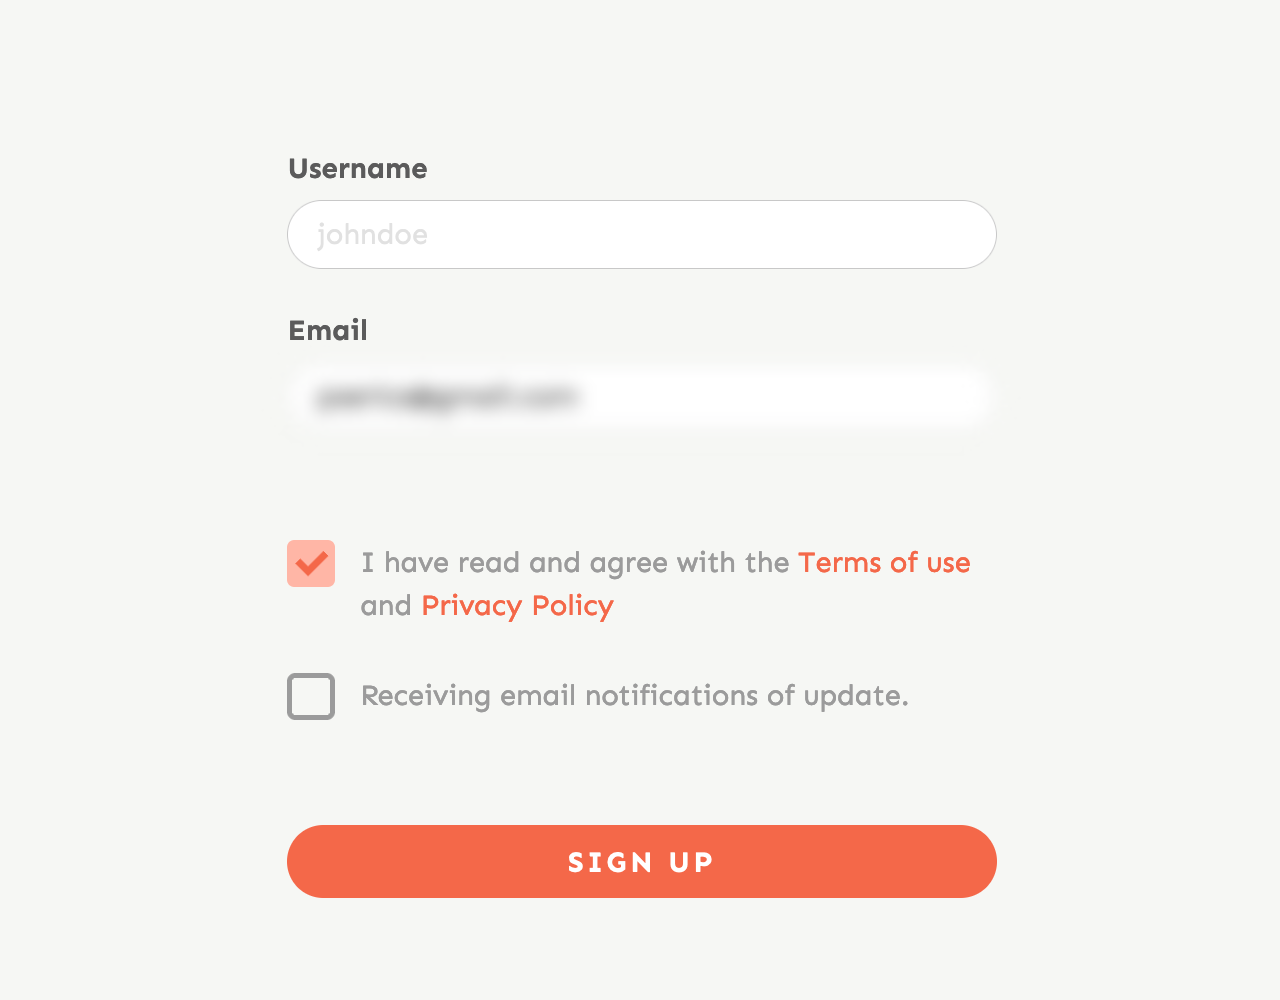 Username
johndoe
Email
I have read and agree with the Terms of use
and Privacy Policy
Receiving email notifications of update.
SIGN UP